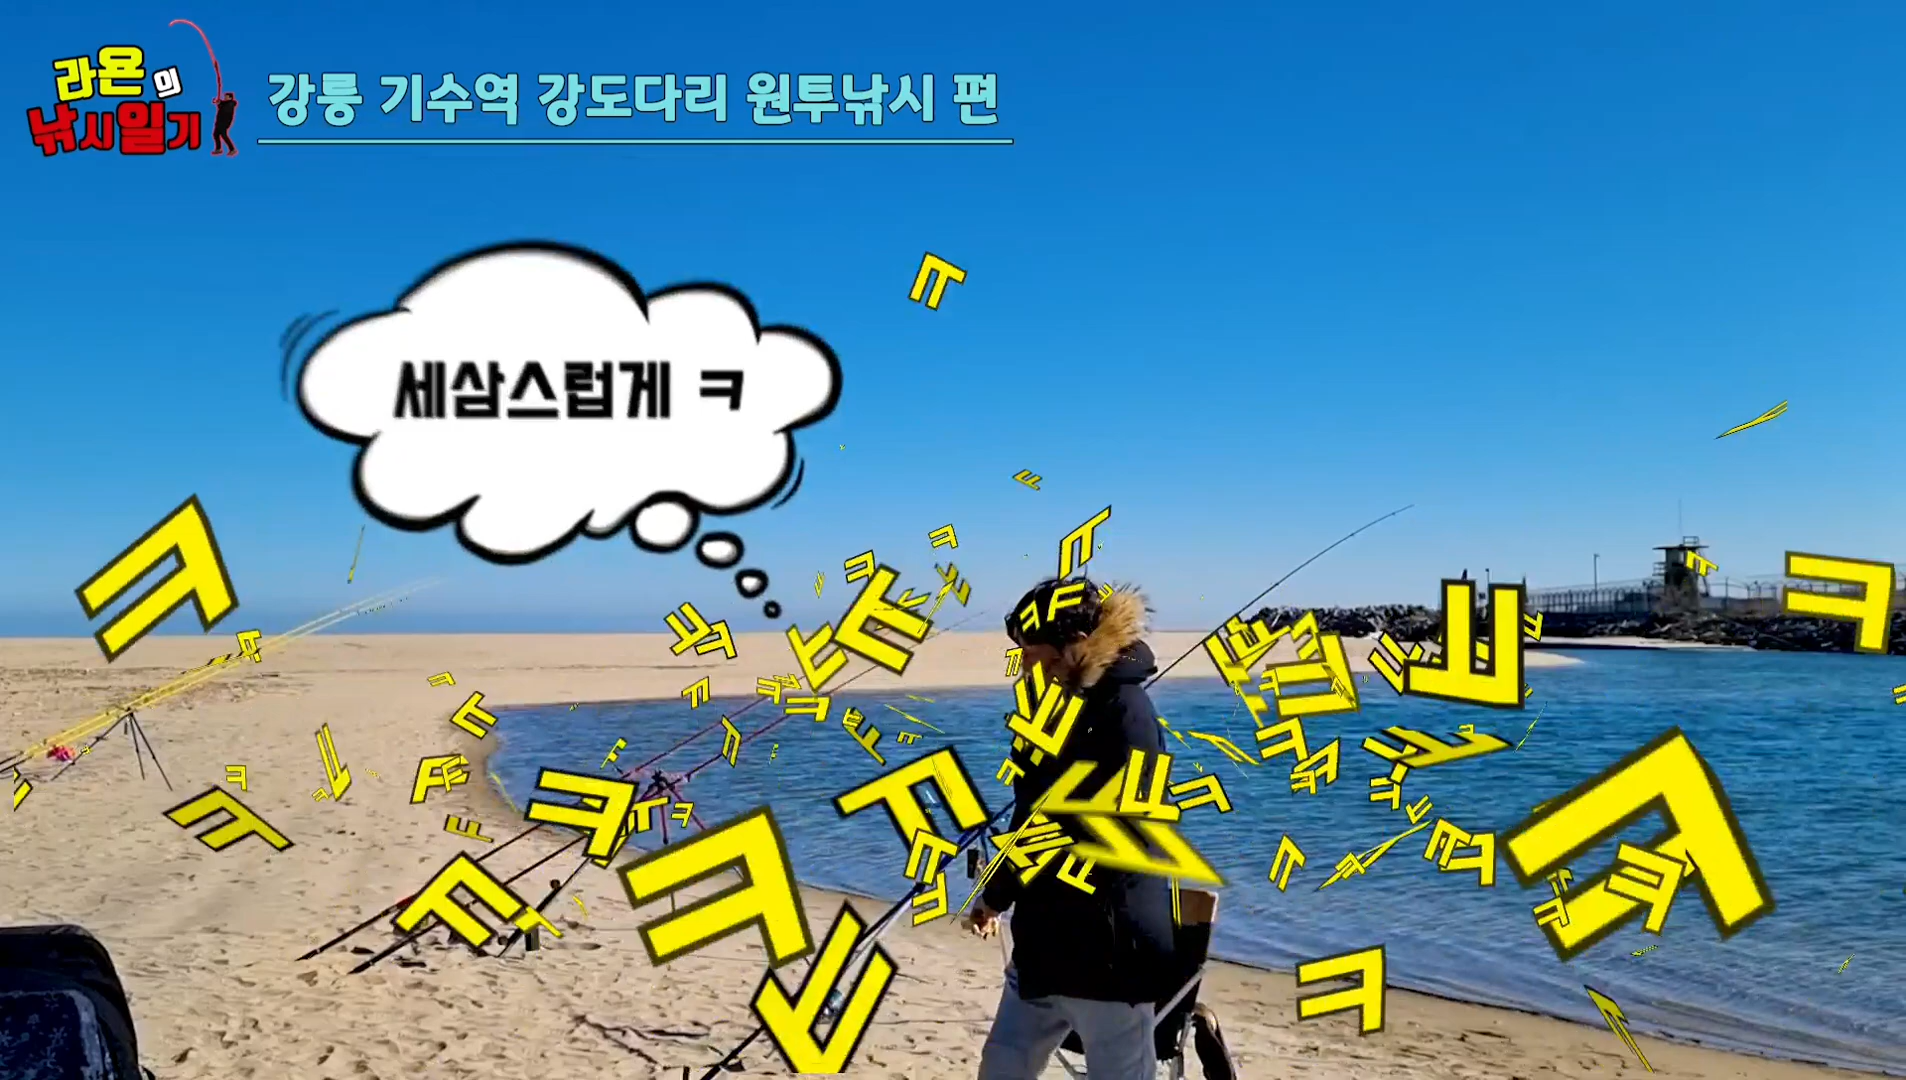 라욘의
낚시일기
강릉 기수역 강도다리 원투낚시 편
세삼스럽게 ㅋ